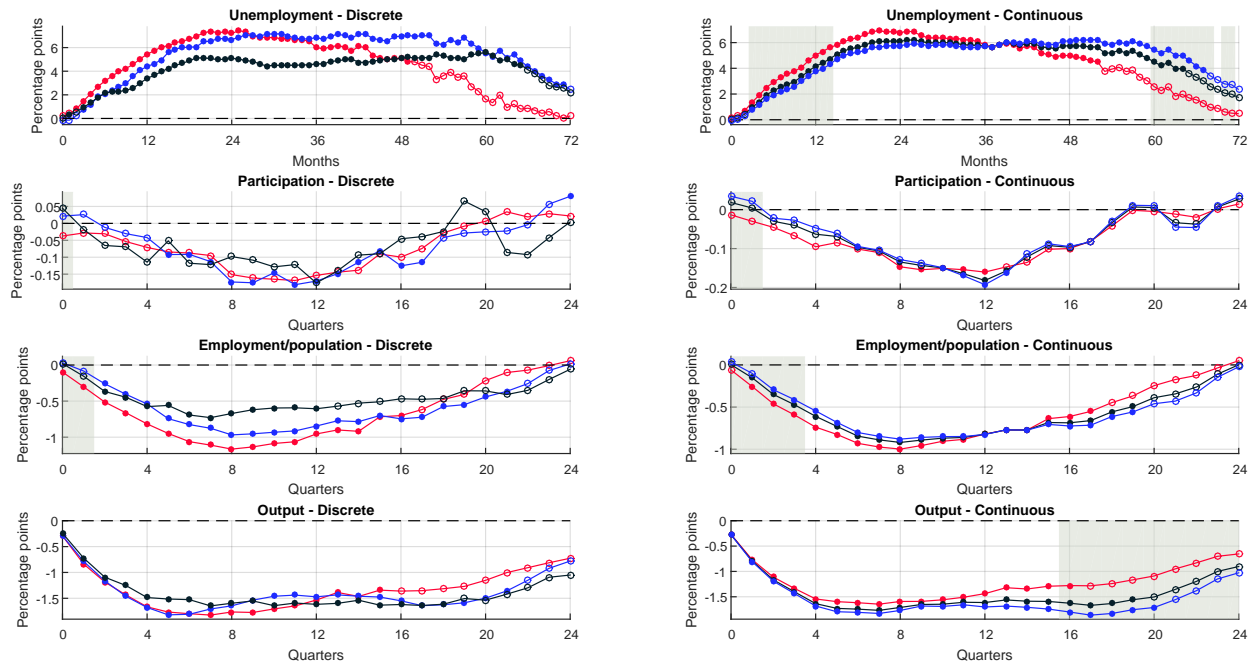 Unemployment - Discrete
Percentage points
6
4
2
0
0 12 24 36 48 60 72
Months
Unemployment - Continuous
Percentage points
6
4
2
0
0 12 24 36 48 60 72
Months
Participation - Discrete
Percentage points
0.05
0
-0.05
-0.1
-0.15
0 4 8 12 16 20 24
Quarters
Participation - Continuous
Percentage points
0
-0.1
-0.2
0 4 8 12 16 20 24
Quarters
Employment/population - Discrete
Percentage points
0
-0.5
-1
0 4 8 12 16 20 24
Quarters
Employment/population - Continuous
Percentage points
0
-0.5
-1
0 4 8 12 16 20 24
Quarters
Output - Discrete
Percentage points
0
-0.5
-1
-1.5
0 4 8 12 16 20 24
Quarters
Output - Continuous
Percentage points
0
-0.5
-1
-1.5
0 4 8 12 16 20 24
Quarters